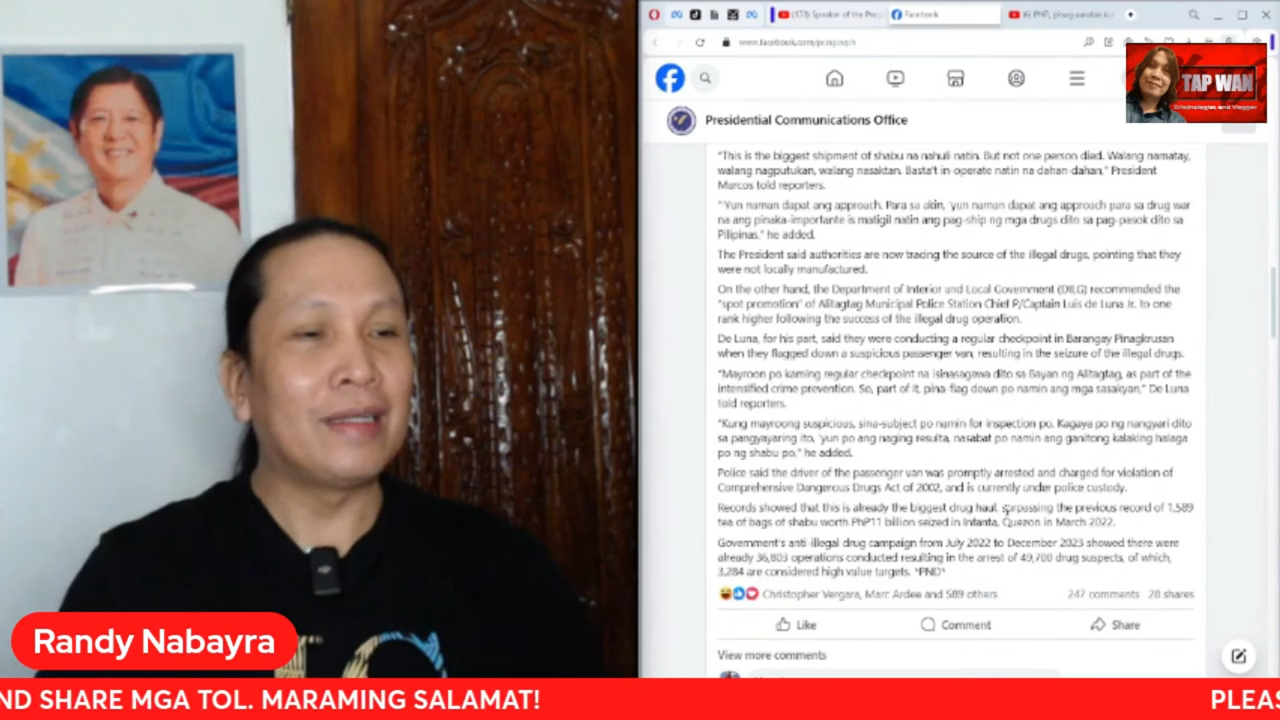 (173) Speaker of the Peop
Facebook
PNP, pinag-aaralan ku
www.facebook.com/pcogovph
TAP WAN
Entalnologies and Vlogger
Presidential Communications Office
"This is the biggest shipment of shabu na nahuli natin. But not one person died. Walang namatay,
walang nagputukan, walang nasaktan. Basta't in-operate natin na dahan-dahan," President
Marcos told reporters.
"'Yun naman dapat ang approach. Para sa akin, 'yun naman dapat ang approach para sa drug war
na ang pinaka-importante is matigil natin ang pag-ship ng mga drugs dito sa pag-pasok dito sa
Pilipinas," he added.
The President said authorities are now tracing the source of the illegal drugs, pointing that they
were not locally manufactured.
On the other hand, the Department of Interior and Local Government (DILG) recommended the
"spot promotion" of Alitagtag Municipal Police Station Chief P/Captain Luis de Luna Jr. to one
rank higher following the success of the illegal drug operation.
De Luna, for his part, said they were conducting a regular checkpoint in Barangay Pinagkrusan
when they flagged down a suspicious passenger van, resulting in the seizure of the illegal drugs.
"Mayroon po kaming regular checkpoint na isinasagawa dito sa Bayan ng Alitagtag, as part of the
intensified crime prevention. So, part of it, pina-flag down po namin ang mga sasakyan," De Luna
told reporters.
"Kung mayroong suspicious, sina-subject po namin for inspection po. Kagaya po ng nangyari dito
sa pangyayaring ito, 'yun po ang naging resulta, nasabat po namin ang ganitong kalaking halaga
po ng shabu po," he added.
Police said the driver of the passenger van was promptly arrested and charged for violation of
Comprehensive Dangerous Drugs Act of 2002, and is currently under police custody.
Records showed that this is already the biggest drug haul, surpassing the previous record of 1,589
tea of bags of shabu worth PhP11 billion seized in Infanta, Quezon in March 2022.
Government's anti-illegal drug campaign from July 2022 to December 2023 showed there were
already 36,803 operations conducted resulting in the arrest of 49,700 drug suspects, of which,
3,284 are considered high value targets. *PND*
Christopher Vergara, Marc Ardee and 589 others 247 comments 28 shares
Like Comment Share
View more comments
Randy Nabayra
ND SHARE MGA TOL. MARAMING SALAMAT! PLEAS